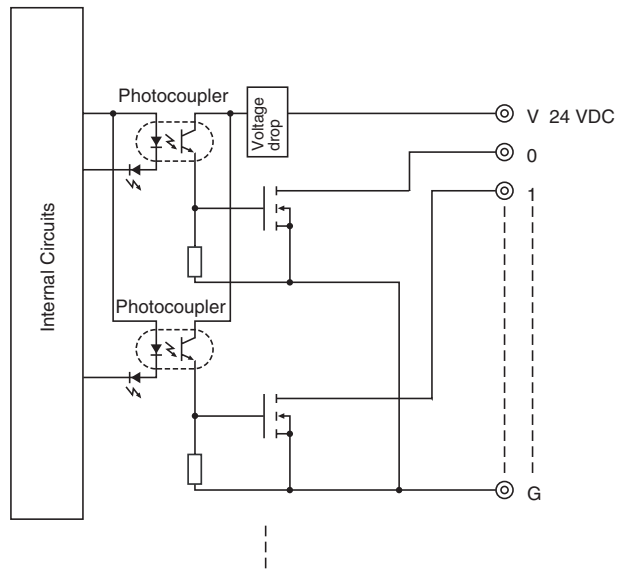 Photocoupler
Voltage
drop
V 24 VDC
0
1
Internal Circuits
Photocoupler
G